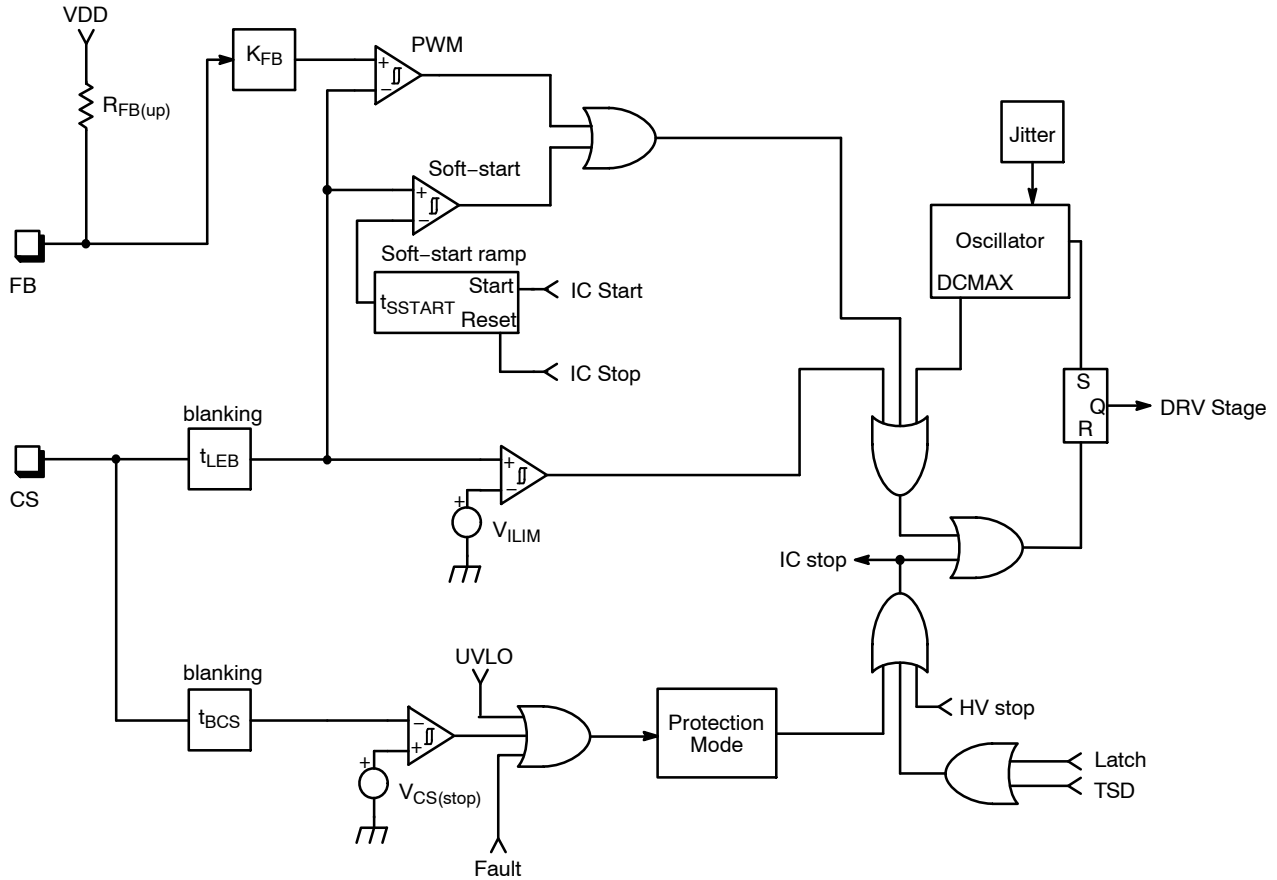 VDD
KFB
PWM
RFB(up)
+
−
Jitter
Soft−start
+
−
Oscillator
DCMAX
FB
Soft−start ramp
Start
IC Start
tSSTART
Reset
IC Stop
S
Q
R
DRV Stage
blanking
tLEB
CS
+
−
+
VILIM
IC stop
UVLO
blanking
tBCS
−
+
+
VCS(stop)
Protection
Mode
HV stop
Latch
TSD
Fault